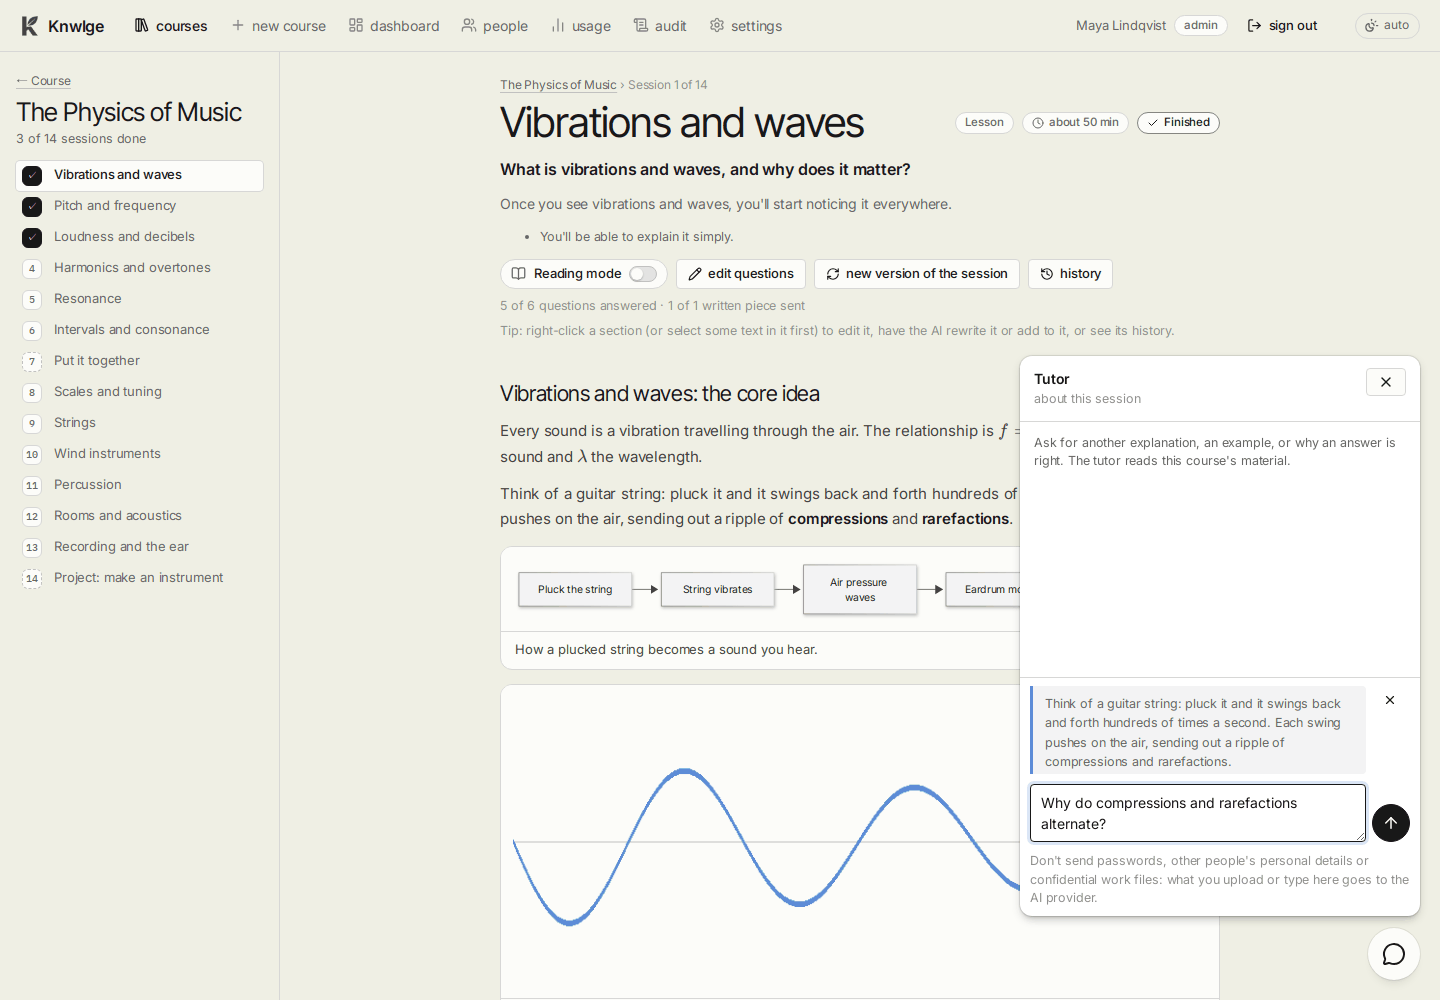 Knwlge
courses
new course
dashboard
people
usage
audit
settings
Maya Lindqvist
admin
sign out
auto
← Course
The Physics of Music
3 of 14 sessions done
✓ Vibrations and waves
✓ Pitch and frequency
✓ Loudness and decibels
4 Harmonics and overtones
5 Resonance
6 Intervals and consonance
7 Put it together
8 Scales and tuning
9 Strings
10 Wind instruments
11 Percussion
12 Rooms and acoustics
13 Recording and the ear
14 Project: make an instrument
The Physics of Music › Session 1 of 14
Vibrations and waves
Lesson
about 50 min
Finished
What is vibrations and waves, and why does it matter?
Once you see vibrations and waves, you'll start noticing it everywhere.
• You'll be able to explain it simply.
Reading mode
edit questions
new version of the session
history
5 of 6 questions answered · 1 of 1 written piece sent
Tip: right-click a section (or select some text in it first) to edit it, have the AI rewrite it or add to it, or see its history.
Vibrations and waves: the core idea
Every sound is a vibration travelling through the air. The relationship is f =
sound and λ the wavelength.
Think of a guitar string: pluck it and it swings back and forth hundreds of
pushes on the air, sending out a ripple of compressions and rarefactions.
Pluck the string
String vibrates
Air pressure
waves
Eardrum
How a plucked string becomes a sound you hear.
Tutor
about this session
Ask for another explanation, an example, or why an answer is
right. The tutor reads this course's material.
Think of a guitar string: pluck it and it swings back
and forth hundreds of times a second. Each swing
pushes on the air, sending out a ripple of
compressions and rarefactions.
Why do compressions and rarefactions
alternate?
Don't send passwords, other people's personal details or
confidential work files: what you upload or type here goes to the
AI provider.